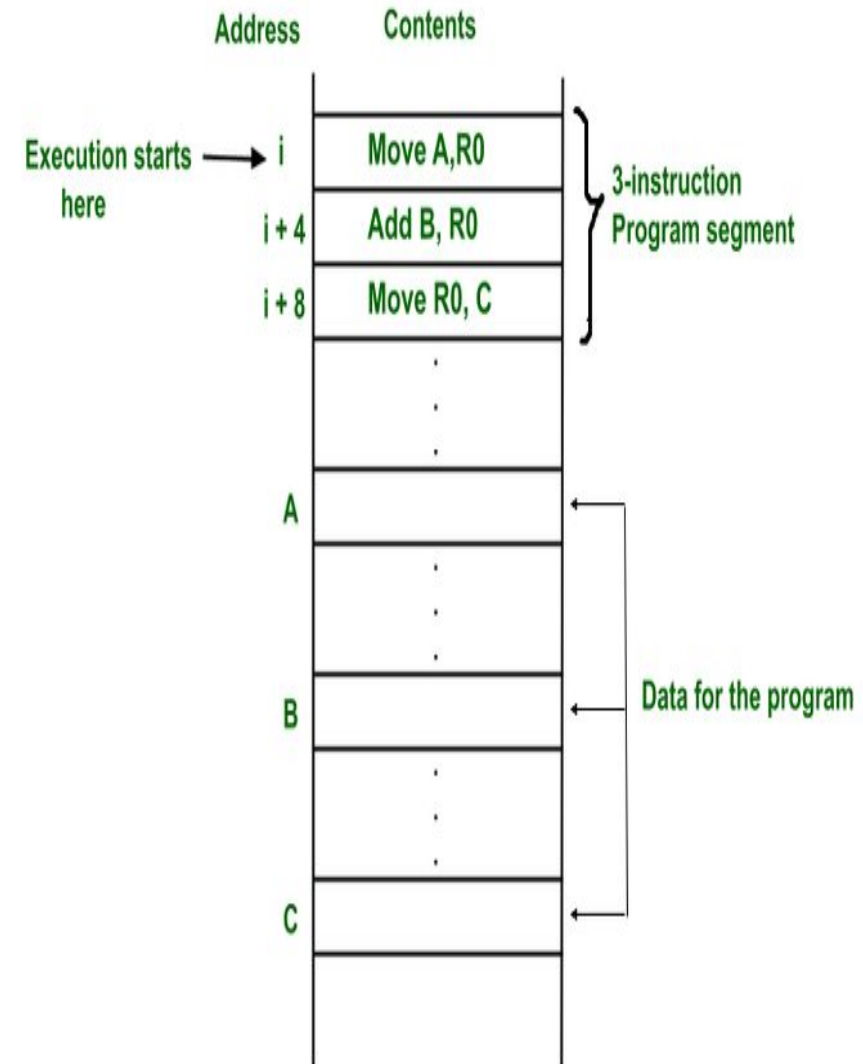 Address Contents
Execution starts
here
i Move A,R0
i + 4 Add B, R0
i + 8 Move R0, C
3-instruction
Program segment
A
B
Data for the program
C